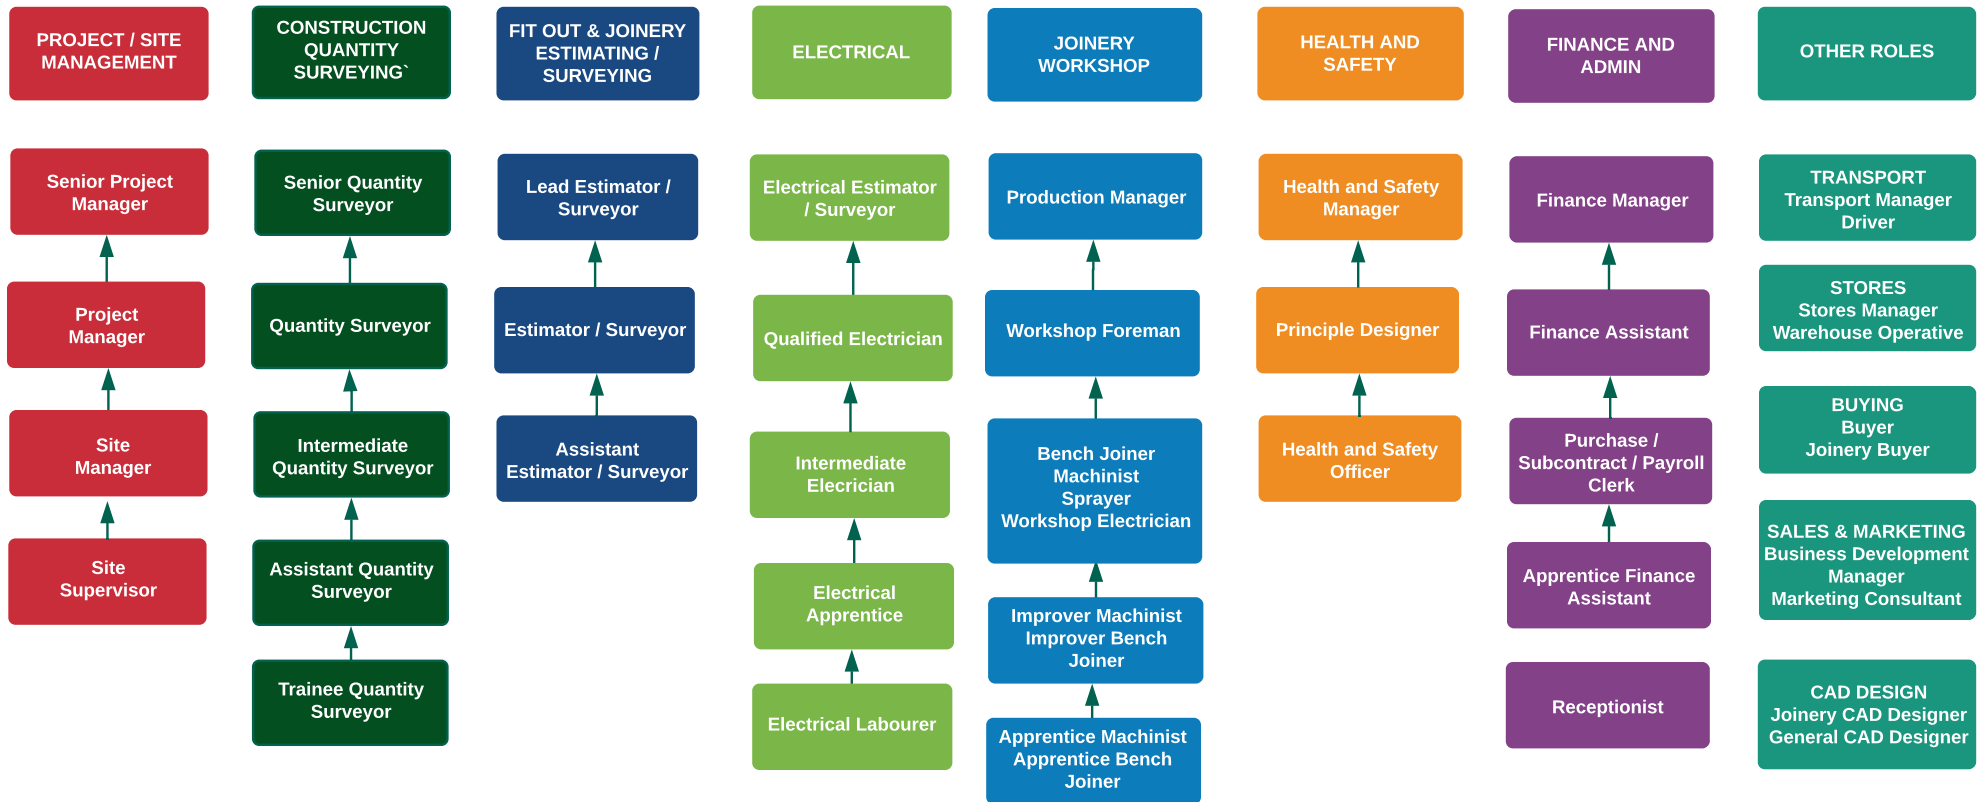 PROJECT / SITE
MANAGEMENT
Senior Project
Manager
Project
Manager
Site
Manager
Site
Supervisor
CONSTRUCTION
QUANTITY
SURVEYING`
Senior Quantity
Surveyor
Quantity Surveyor
Intermediate
Quantity Surveyor
Assistant Quantity
Surveyor
Trainee Quantity
Surveyor
FIT OUT & JOINERY
ESTIMATING /
SURVEYING
Lead Estimator /
Surveyor
Estimator / Surveyor
Assistant
Estimator / Surveyor
ELECTRICAL
Electrical Estimator
/ Surveyor
Qualified Electrician
Intermediate
Elecrician
Electrical
Apprentice
Electrical Labourer
JOINERY
WORKSHOP
Production Manager
Workshop Foreman
Bench Joiner
Machinist
Sprayer
Workshop Electrician
Improver Machinist
Improver Bench
Joiner
Apprentice Machinist
Apprentice Bench
Joiner
HEALTH AND
SAFETY
Health and Safety
Manager
Principle Designer
Health and Safety
Officer
FINANCE AND
ADMIN
Finance Manager
Finance Assistant
Purchase /
Subcontract / Payroll
Clerk
Apprentice Finance
Assistant
Receptionist
OTHER ROLES
TRANSPORT
Transport Manager
Driver
STORES
Stores Manager
Warehouse Operative
BUYING
Buyer
Joinery Buyer
SALES & MARKETING
Business Development
Manager
Marketing Consultant
CAD DESIGN
Joinery CAD Designer
General CAD Designer